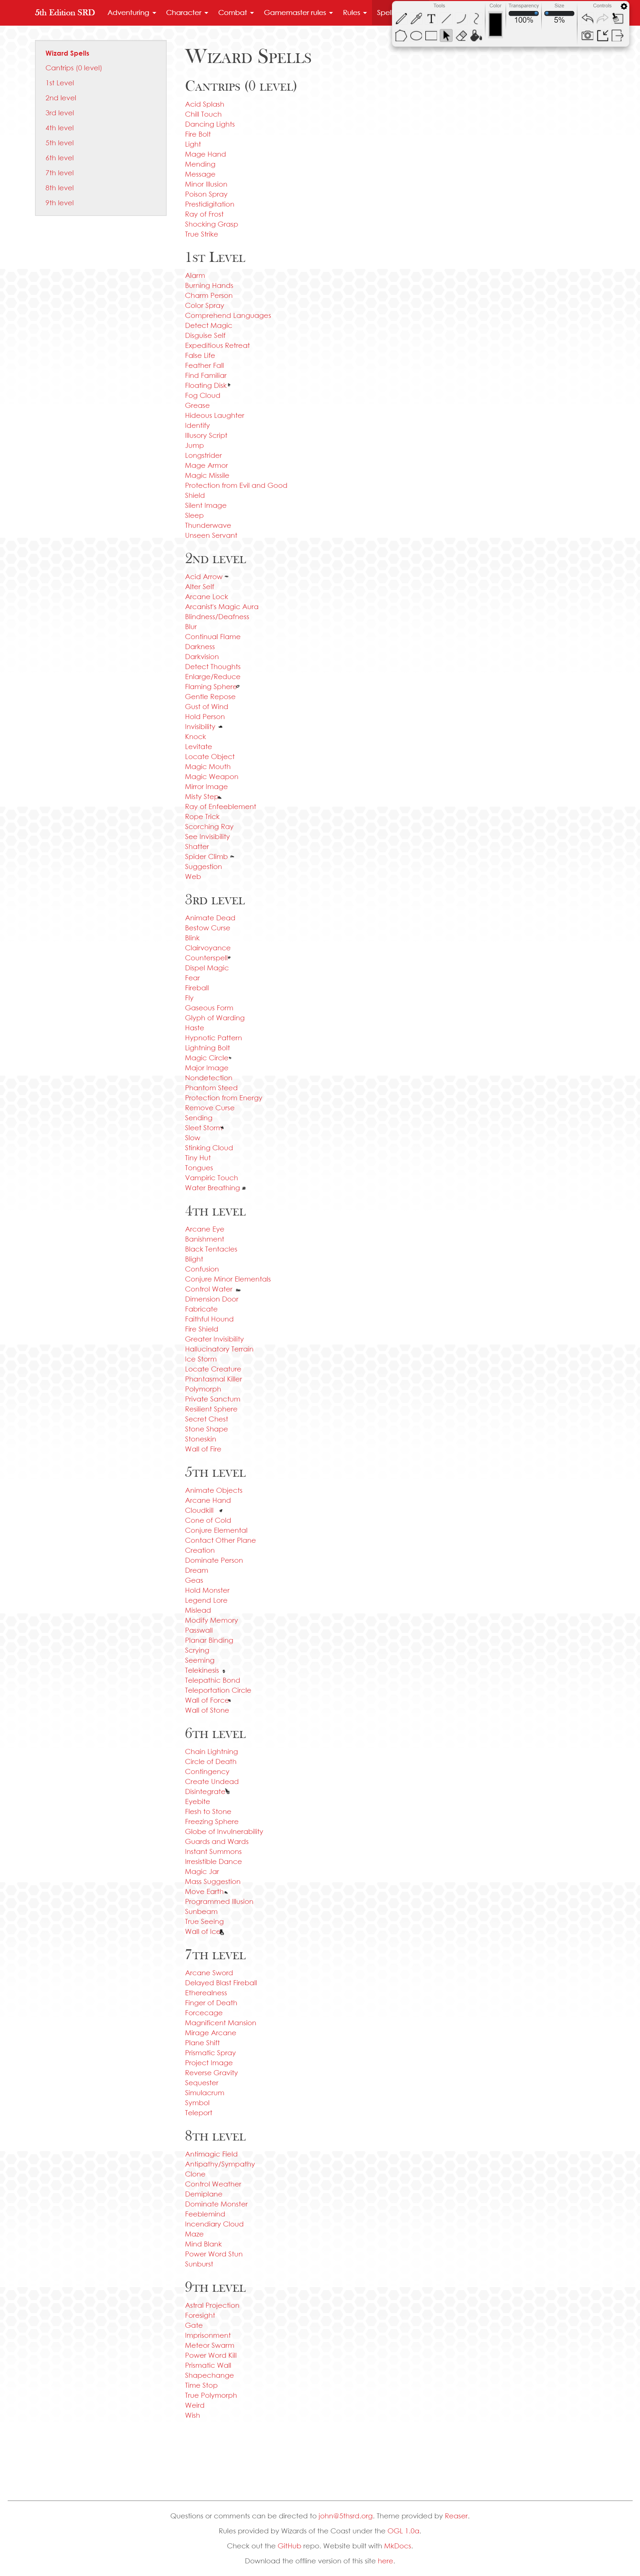 5th Edition SRD Adventuring Character Combat Gamemaster rules Rules Spel
Tools Color Transparency Size Controls
100% 5%
Wizard Spells
Cantrips (0 level)
1st Level
2nd level
3rd level
4th level
5th level
6th level
7th level
8th level
9th level
Wizard Spells
Cantrips (0 level)
Acid Splash
Chill Touch
Dancing Lights
Fire Bolt
Light
Mage Hand
Mending
Message
Minor Illusion
Poison Spray
Prestidigitation
Ray of Frost
Shocking Grasp
True Strike
1st Level
Alarm
Burning Hands
Charm Person
Color Spray
Comprehend Languages
Detect Magic
Disguise Self
Expeditious Retreat
False Life
Feather Fall
Find Familiar
Floating Disk
Fog Cloud
Grease
Hideous Laughter
Identify
Illusory Script
Jump
Longstrider
Mage Armor
Magic Missile
Protection from Evil and Good
Shield
Silent Image
Sleep
Thunderwave
Unseen Servant
2nd level
Acid Arrow
Alter Self
Arcane Lock
Arcanist's Magic Aura
Blindness/Deafness
Blur
Continual Flame
Darkness
Darkvision
Detect Thoughts
Enlarge/Reduce
Flaming Sphere
Gentle Repose
Gust of Wind
Hold Person
Invisibility
Knock
Levitate
Locate Object
Magic Mouth
Magic Weapon
Mirror Image
Misty Step
Ray of Enfeeblement
Rope Trick
Scorching Ray
See Invisibility
Shatter
Spider Climb
Suggestion
Web
3rd level
Animate Dead
Bestow Curse
Blink
Clairvoyance
Counterspell
Dispel Magic
Fear
Fireball
Fly
Gaseous Form
Glyph of Warding
Haste
Hypnotic Pattern
Lightning Bolt
Magic Circle
Major Image
Nondetection
Phantom Steed
Protection from Energy
Remove Curse
Sending
Sleet Storm
Slow
Stinking Cloud
Tiny Hut
Tongues
Vampiric Touch
Water Breathing
4th level
Arcane Eye
Banishment
Black Tentacles
Blight
Confusion
Conjure Minor Elementals
Control Water
Dimension Door
Fabricate
Faithful Hound
Fire Shield
Greater Invisibility
Hallucinatory Terrain
Ice Storm
Locate Creature
Phantasmal Killer
Polymorph
Private Sanctum
Resilient Sphere
Secret Chest
Stone Shape
Stoneskin
Wall of Fire
5th level
Animate Objects
Arcane Hand
Cloudkill
Cone of Cold
Conjure Elemental
Contact Other Plane
Creation
Dominate Person
Dream
Geas
Hold Monster
Legend Lore
Mislead
Modify Memory
Passwall
Planar Binding
Scrying
Seeming
Telekinesis
Telepathic Bond
Teleportation Circle
Wall of Force
Wall of Stone
6th level
Chain Lightning
Circle of Death
Contingency
Create Undead
Disintegrate
Eyebite
Flesh to Stone
Freezing Sphere
Globe of Invulnerability
Guards and Wards
Instant Summons
Irresistible Dance
Magic Jar
Mass Suggestion
Move Earth
Programmed Illusion
Sunbeam
True Seeing
Wall of Ice
7th level
Arcane Sword
Delayed Blast Fireball
Etherealness
Finger of Death
Forcecage
Magnificent Mansion
Mirage Arcane
Plane Shift
Prismatic Spray
Project Image
Reverse Gravity
Sequester
Simulacrum
Symbol
Teleport
8th level
Antimagic Field
Antipathy/Sympathy
Clone
Control Weather
Demiplane
Dominate Monster
Feeblemind
Incendiary Cloud
Maze
Mind Blank
Power Word Stun
Sunburst
9th level
Astral Projection
Foresight
Gate
Imprisonment
Meteor Swarm
Power Word Kill
Prismatic Wall
Shapechange
Time Stop
True Polymorph
Weird
Wish
Questions or comments can be directed to john@5thsrd.org. Theme provided by Reaser.
Rules provided by Wizards of the Coast under the OGL 1.0a.
Check out the GitHub repo. Website built with MkDocs.
Download the offline version of this site here.